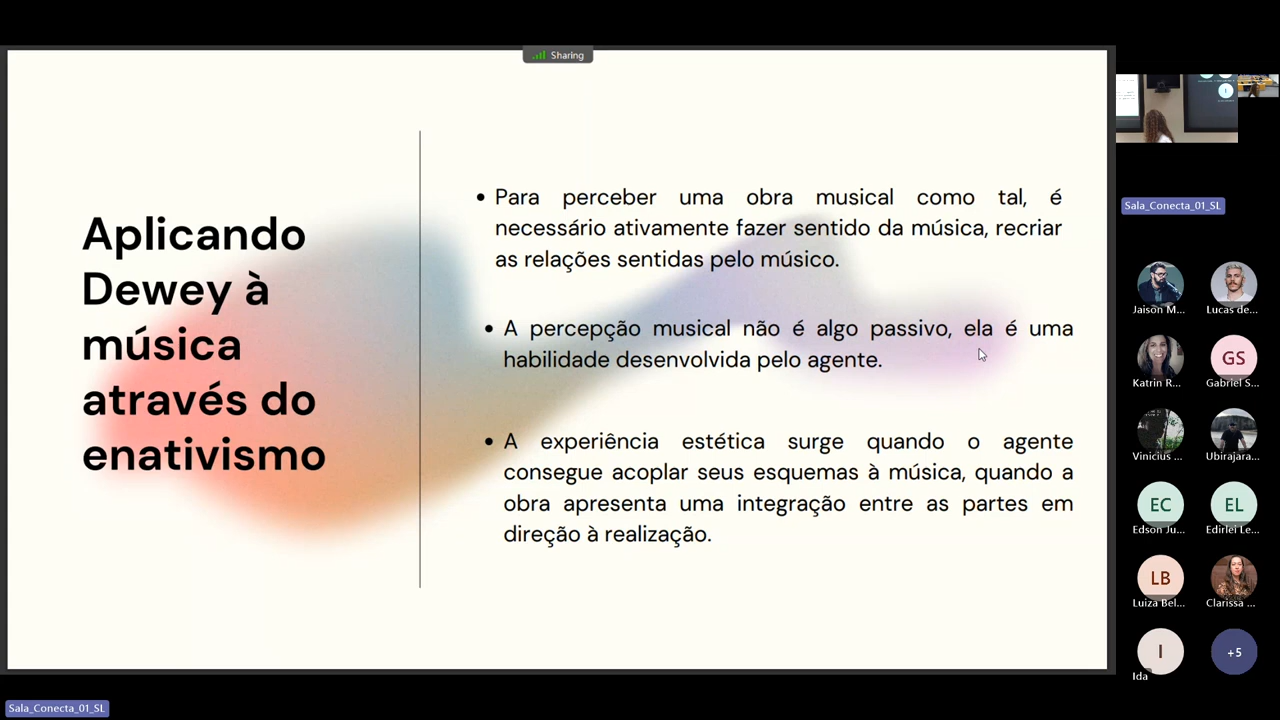 Sharing
Aplicando
Dewey à
música
através do
enativismo
• Para perceber uma obra musical como tal, é
necessário ativamente fazer sentido da música, recriar
as relações sentidas pelo músico.
• A percepção musical não é algo passivo, ela é uma
habilidade desenvolvida pelo agente.
• A experiência estética surge quando o agente
consegue acoplar seus esquemas à música, quando a
obra apresenta uma integração entre as partes em
direção à realização.
Sala_Conecta_01_SL
Jaison M...
Lucas de...
Katrin R...
GS
Gabriel S...
Vinicius ...
Ubirajara...
EC
Edson Ju...
EL
Edirlei Le...
LB
Luiza Bel...
Clarissa ...
I
Ida
+5
Sala_Conecta_01_SL